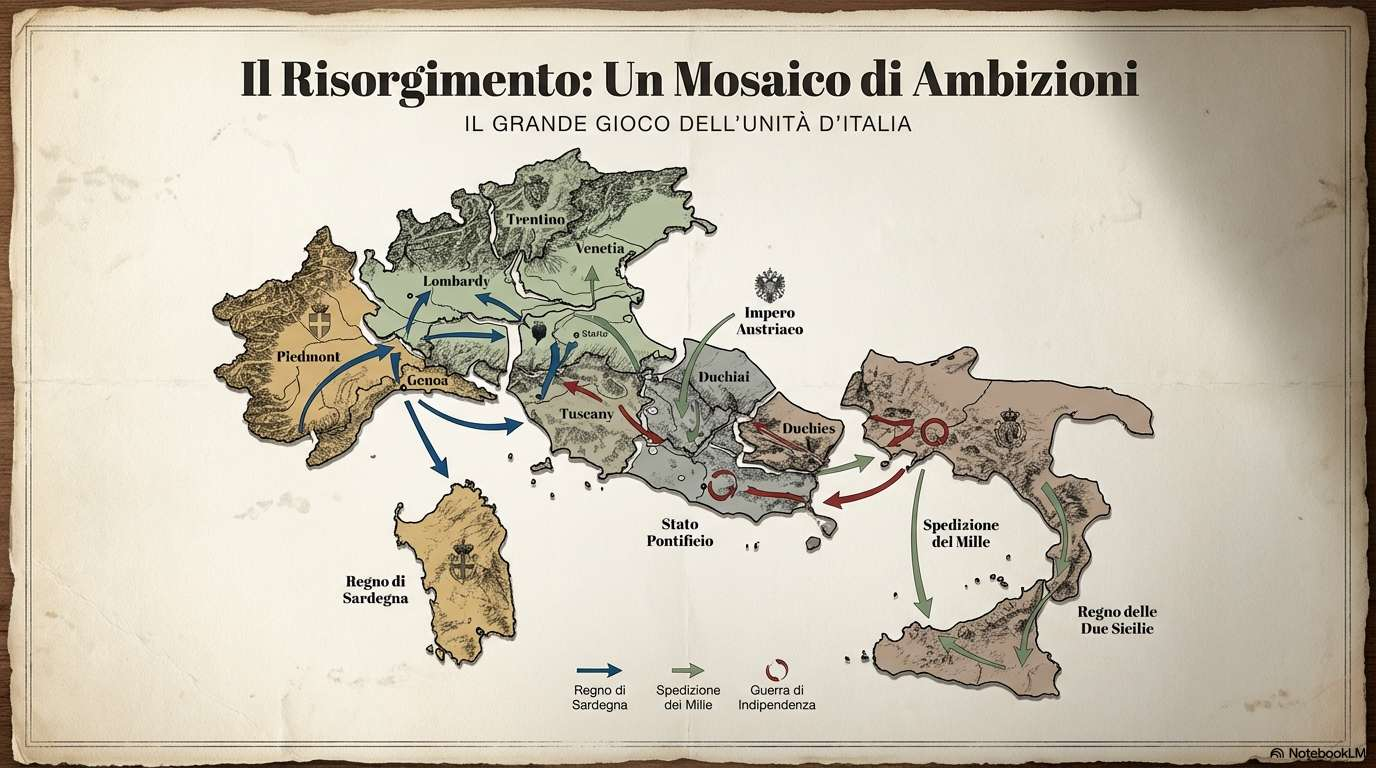 Il Risorgimento: Un Mosaico di Ambizioni
IL GRANDE GIOCO DELL'UNITÀ D'ITALIA
Trentino
Venetia
Lombardy
Impero
Austriaeo
Piedmont
Genoa
Duchiai
Tuscany
Duchies
Stato
Pontificio
Spedizione
del Mille
Regno di
Sardegna
Regno delle
Due Sicilie
Regno di
Sardegna
Spedizione
dei Milie
Guerra di
Indipendenza
NotebookLM